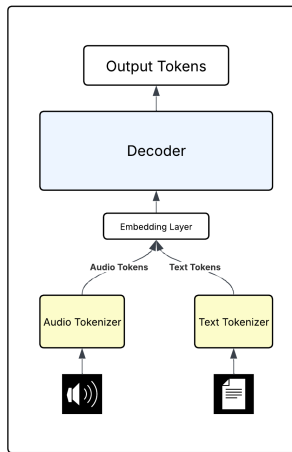 Output Tokens
Decoder
Embedding Layer
Audio Tokens Text Tokens
Audio Tokenizer Text Tokenizer